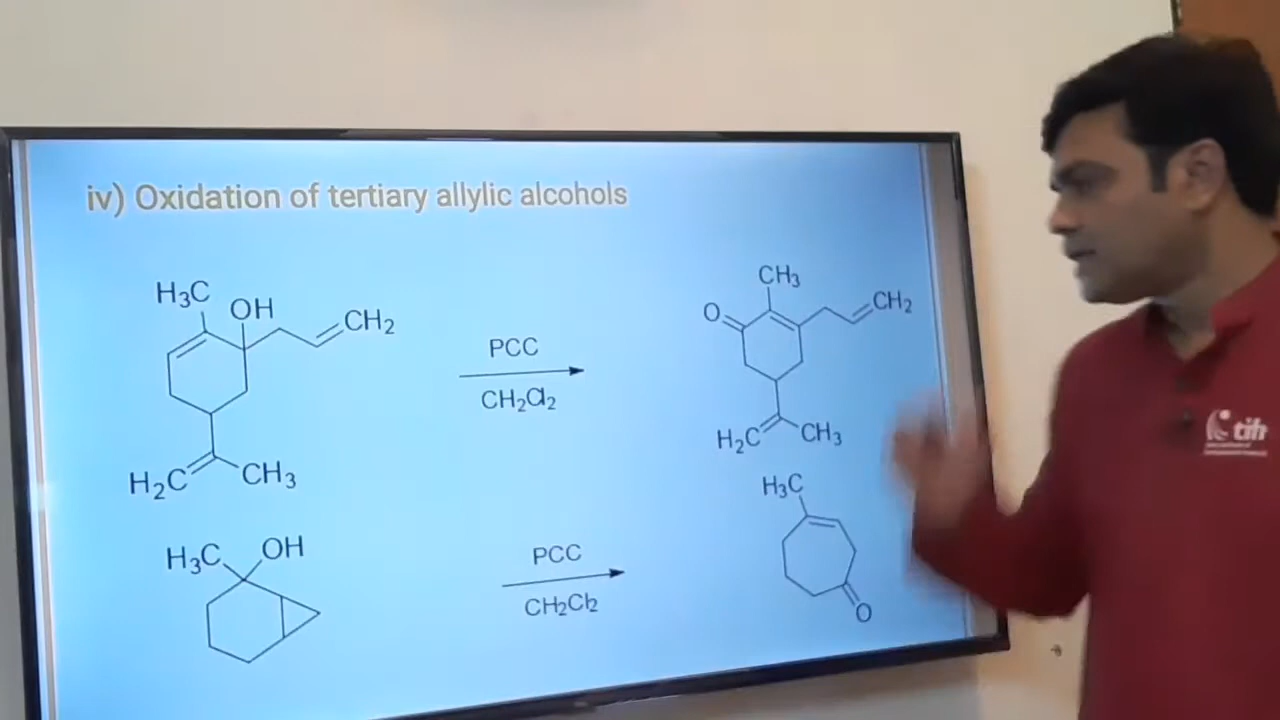 iv) Oxidation of tertiary allylic alcohols
H₃C
OH
CH₂
H₂C
CH₃
PCC
CH₂Cl₂
CH₃
O
CH₂
H₂C
CH₃
H₃C
OH
PCC
CH₂Cl₂
H₃C
O
tih